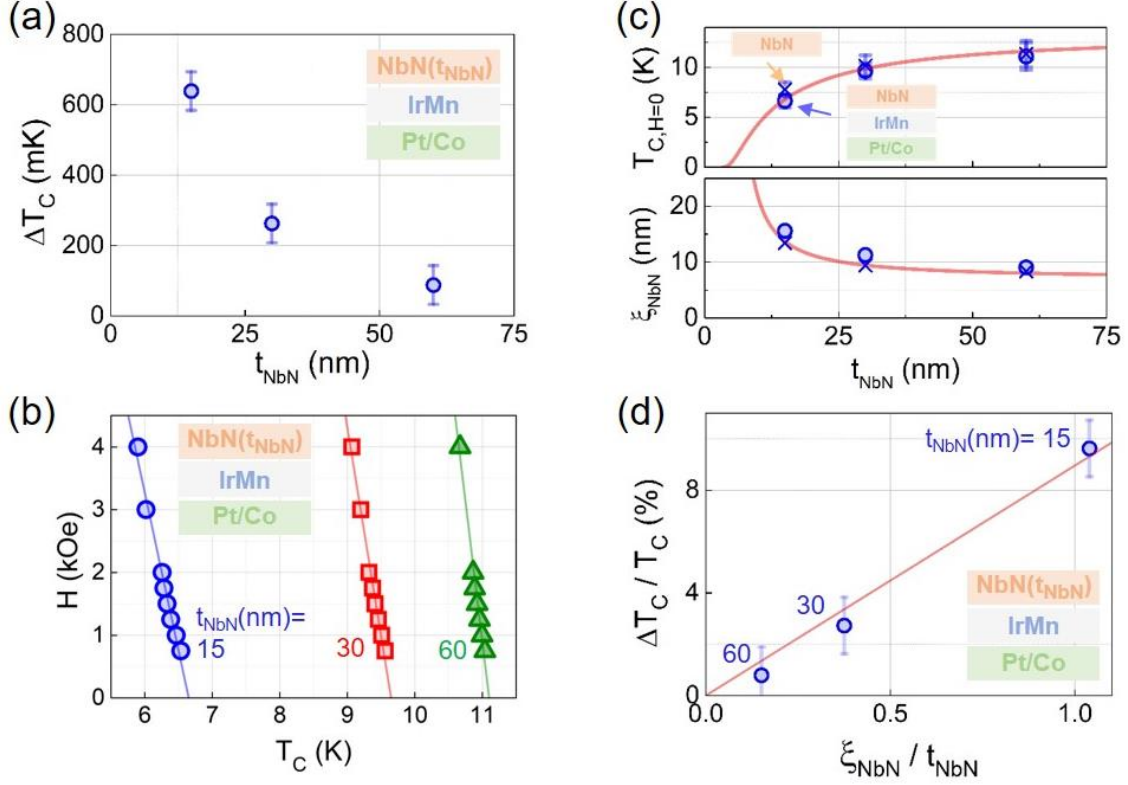 (a)
800
600
400
200
0
ΔT_C (mK)
NbN(t_NbN)
IrMn
Pt/Co
0 25 50 75
t_NbN (nm)
(b)
4
3
2
1
0
H (kOe)
NbN(t_NbN)
IrMn
Pt/Co
t_NbN(nm)=
15 30 60
6 7 8 9 10 11
T_C (K)
(c)
10
5
0
T_C,H=0 (K)
NbN
NbN
IrMn
Pt/Co
20
10
0
ξ_NbN (nm)
0 25 50 75
t_NbN (nm)
(d)
8
4
0
ΔT_C / T_C (%)
t_NbN(nm)= 15
30
60
NbN(t_NbN)
IrMn
Pt/Co
0.0 0.5 1.0
ξ_NbN / t_NbN